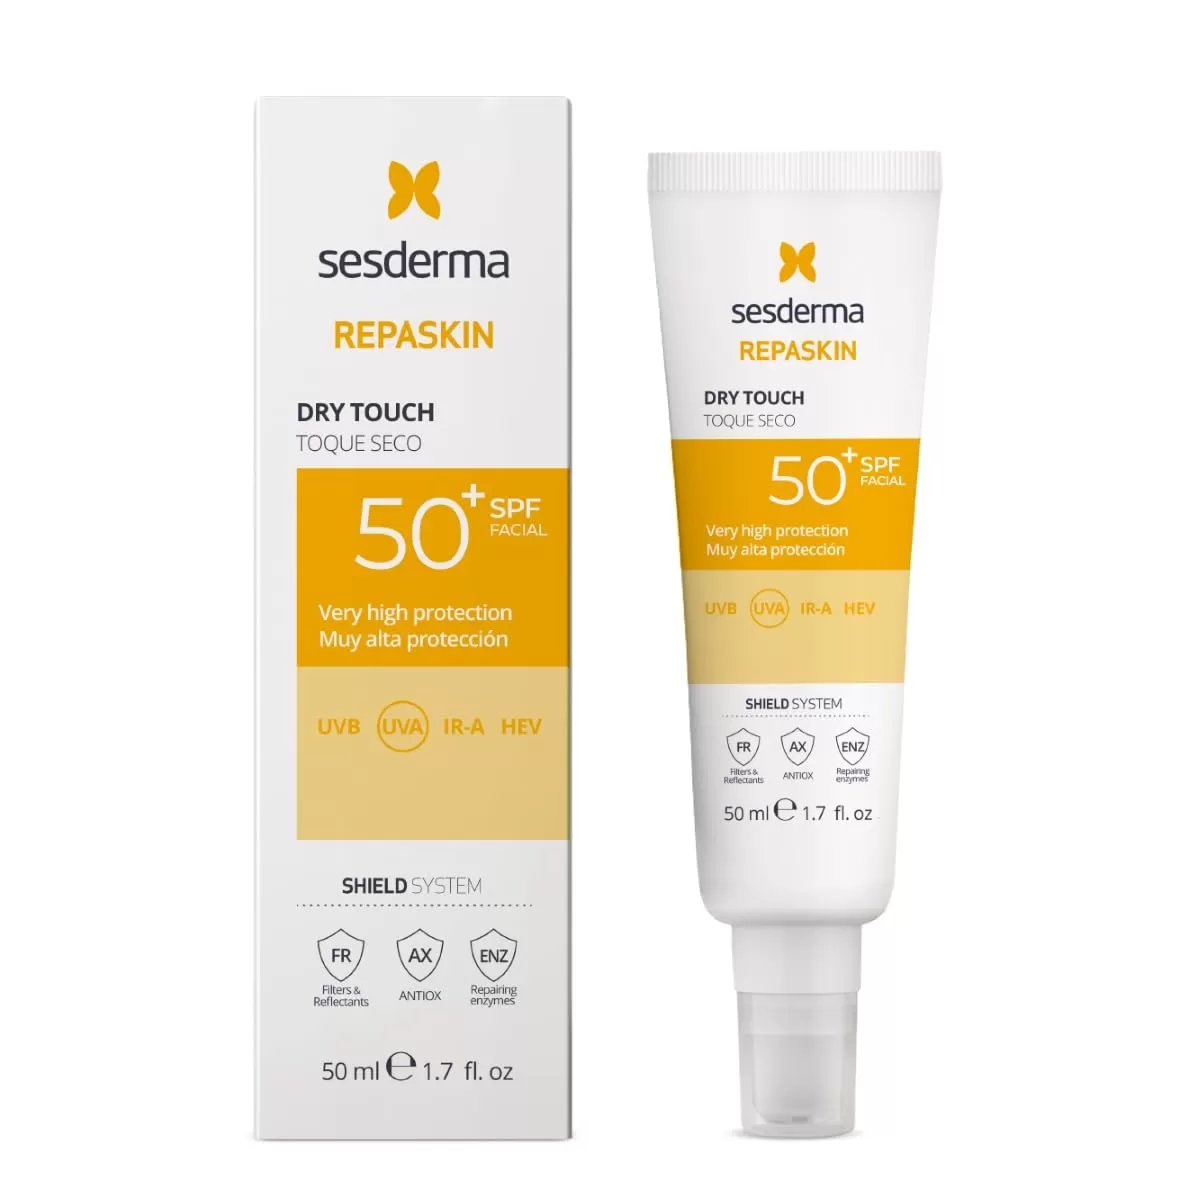 sesderma
REPASKIN
DRY TOUCH
TOQUE SECO
50+ SPF
FACIAL
Very high protection
Muy alta protección
UVB UVA IR-A HEV
SHIELD SYSTEM
FR AX ENZ
Filters &
Reflectants
ANTIOX
Repairing
enzymes
50 ml ℮ 1.7 fl. oz
sesderma
REPASKIN
DRY TOUCH
TOQUE SECO
50+ SPF
FACIAL
Very high protection
Muy alta protección
UVB UVA IR-A HEV
SHIELD SYSTEM
FR AX ENZ
Filters &
Reflectants
ANTIOX
Repairing
enzymes
50 ml ℮ 1.7 fl. oz